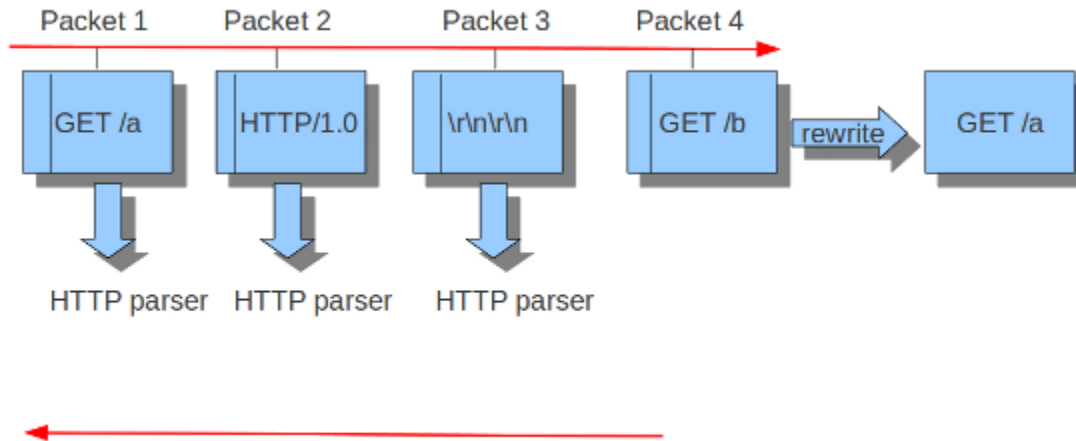 Packet 1 Packet 2 Packet 3 Packet 4
GET /a HTTP/1.0 \r\n\r\n GET /b rewrite GET /a
HTTP parser HTTP parser HTTP parser